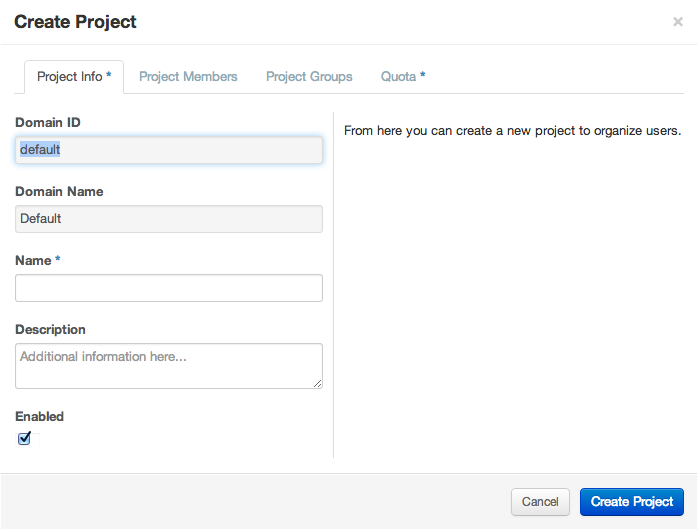 Create Project ×
Project Info * Project Members Project Groups Quota *
Domain ID
default
Domain Name
Default
Name *
Description
Additional information here...
Enabled
From here you can create a new project to organize users.
Cancel Create Project